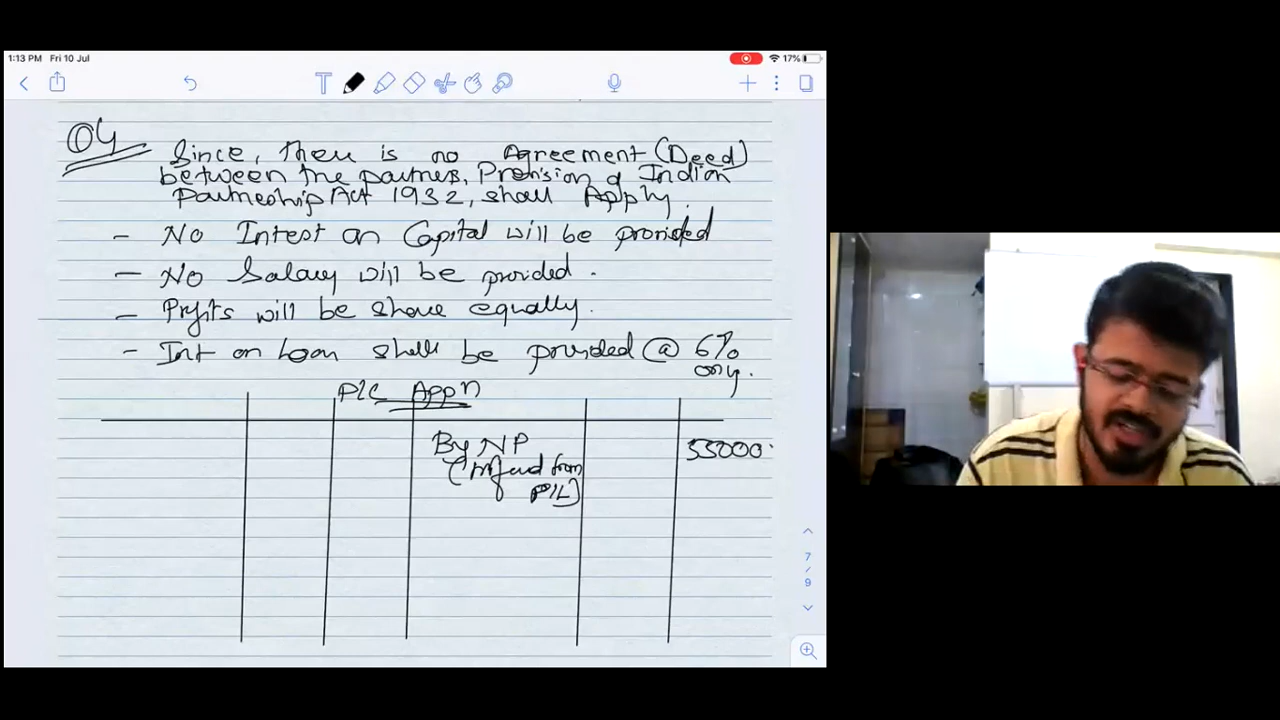 1:13 PM Fri 10 Jul
17%
Q4
Since, there is no Agreement (Deed)
between the partners, Provision of Indian
Partnership Act 1932, shall Apply.
- No Intest on Capital will be provided
- No Salary will be provided.
- Profits will be share equally.
- Int on Loan shall be provided @ 6%
only.
P/L Appn
By NP 55000.
from
P/L)
7
/
9